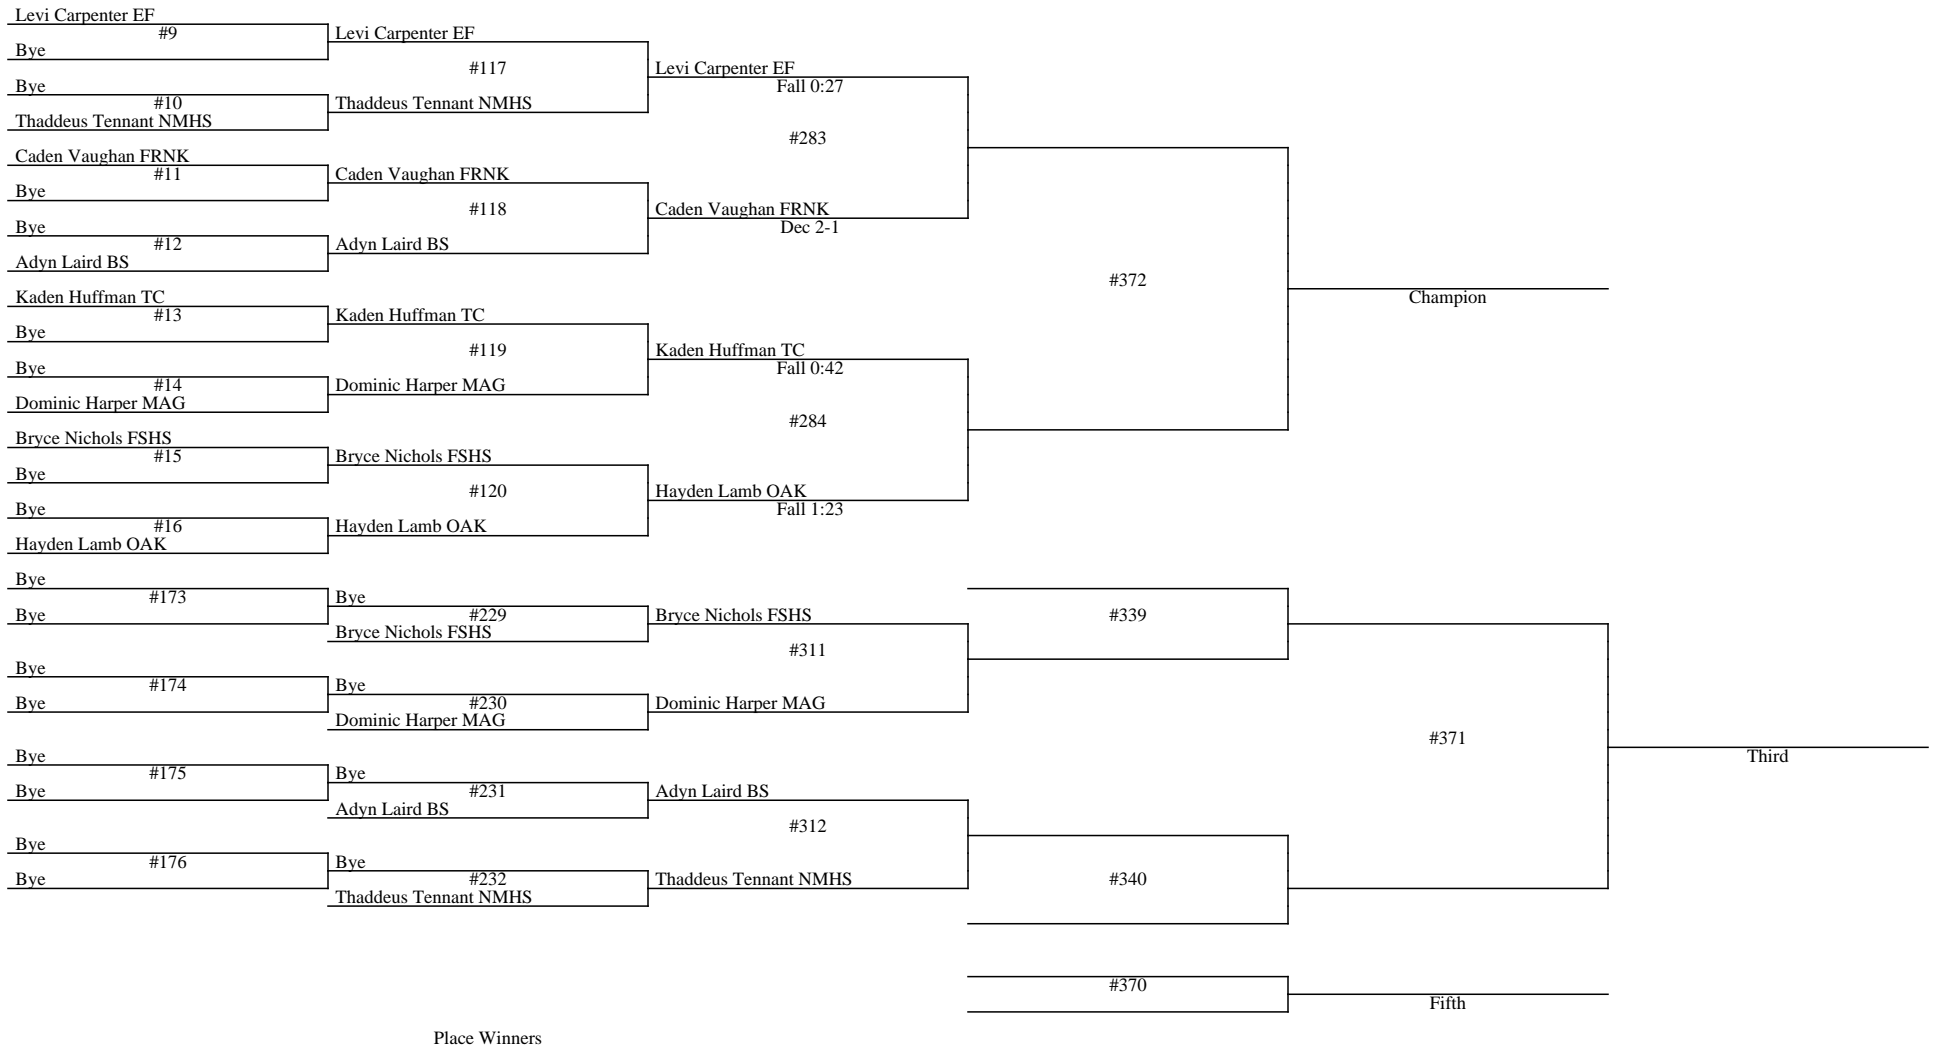 Levi Carpenter EF
#9
Bye
Levi Carpenter EF
#117
Bye
#10
Thaddeus Tennant NMHS
Thaddeus Tennant NMHS
Levi Carpenter EF
Fall 0:27
#283
Caden Vaughan FRNK
#11
Bye
Caden Vaughan FRNK
#118
Bye
#12
Adyn Laird BS
Adyn Laird BS
Caden Vaughan FRNK
Dec 2-1
#372
Champion
Kaden Huffman TC
#13
Bye
Kaden Huffman TC
#119
Bye
#14
Dominic Harper MAG
Dominic Harper MAG
Kaden Huffman TC
Fall 0:42
#284
Bryce Nichols FSHS
#15
Bye
Bryce Nichols FSHS
#120
Bye
#16
Hayden Lamb OAK
Hayden Lamb OAK
Hayden Lamb OAK
Fall 1:23
Bye
#173
Bye
Bye
#229
Bryce Nichols FSHS
Bryce Nichols FSHS
#311
#339
Bye
#174
Bye
Bye
#230
Dominic Harper MAG
Dominic Harper MAG
#371
Third
Bye
#175
Bye
Bye
#231
Adyn Laird BS
Adyn Laird BS
#312
Bye
#176
Bye
Bye
#232
Thaddeus Tennant NMHS
Thaddeus Tennant NMHS
#340
#370
Fifth
Place Winners